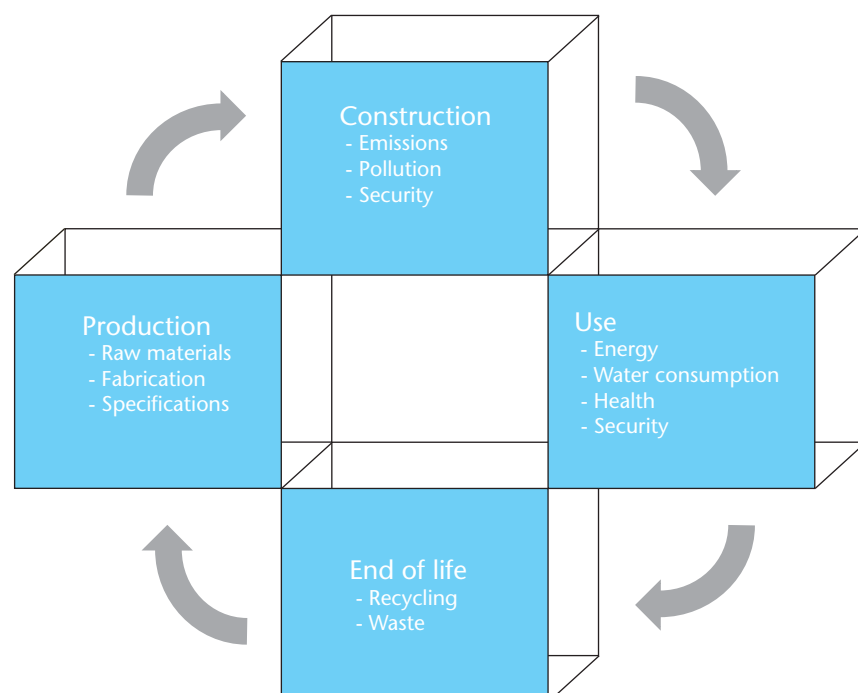 Construction
- Emissions
- Pollution
- Security
Production
- Raw materials
- Fabrication
- Specifications
Use
- Energy
- Water consumption
- Health
- Security
End of life
- Recycling
- Waste